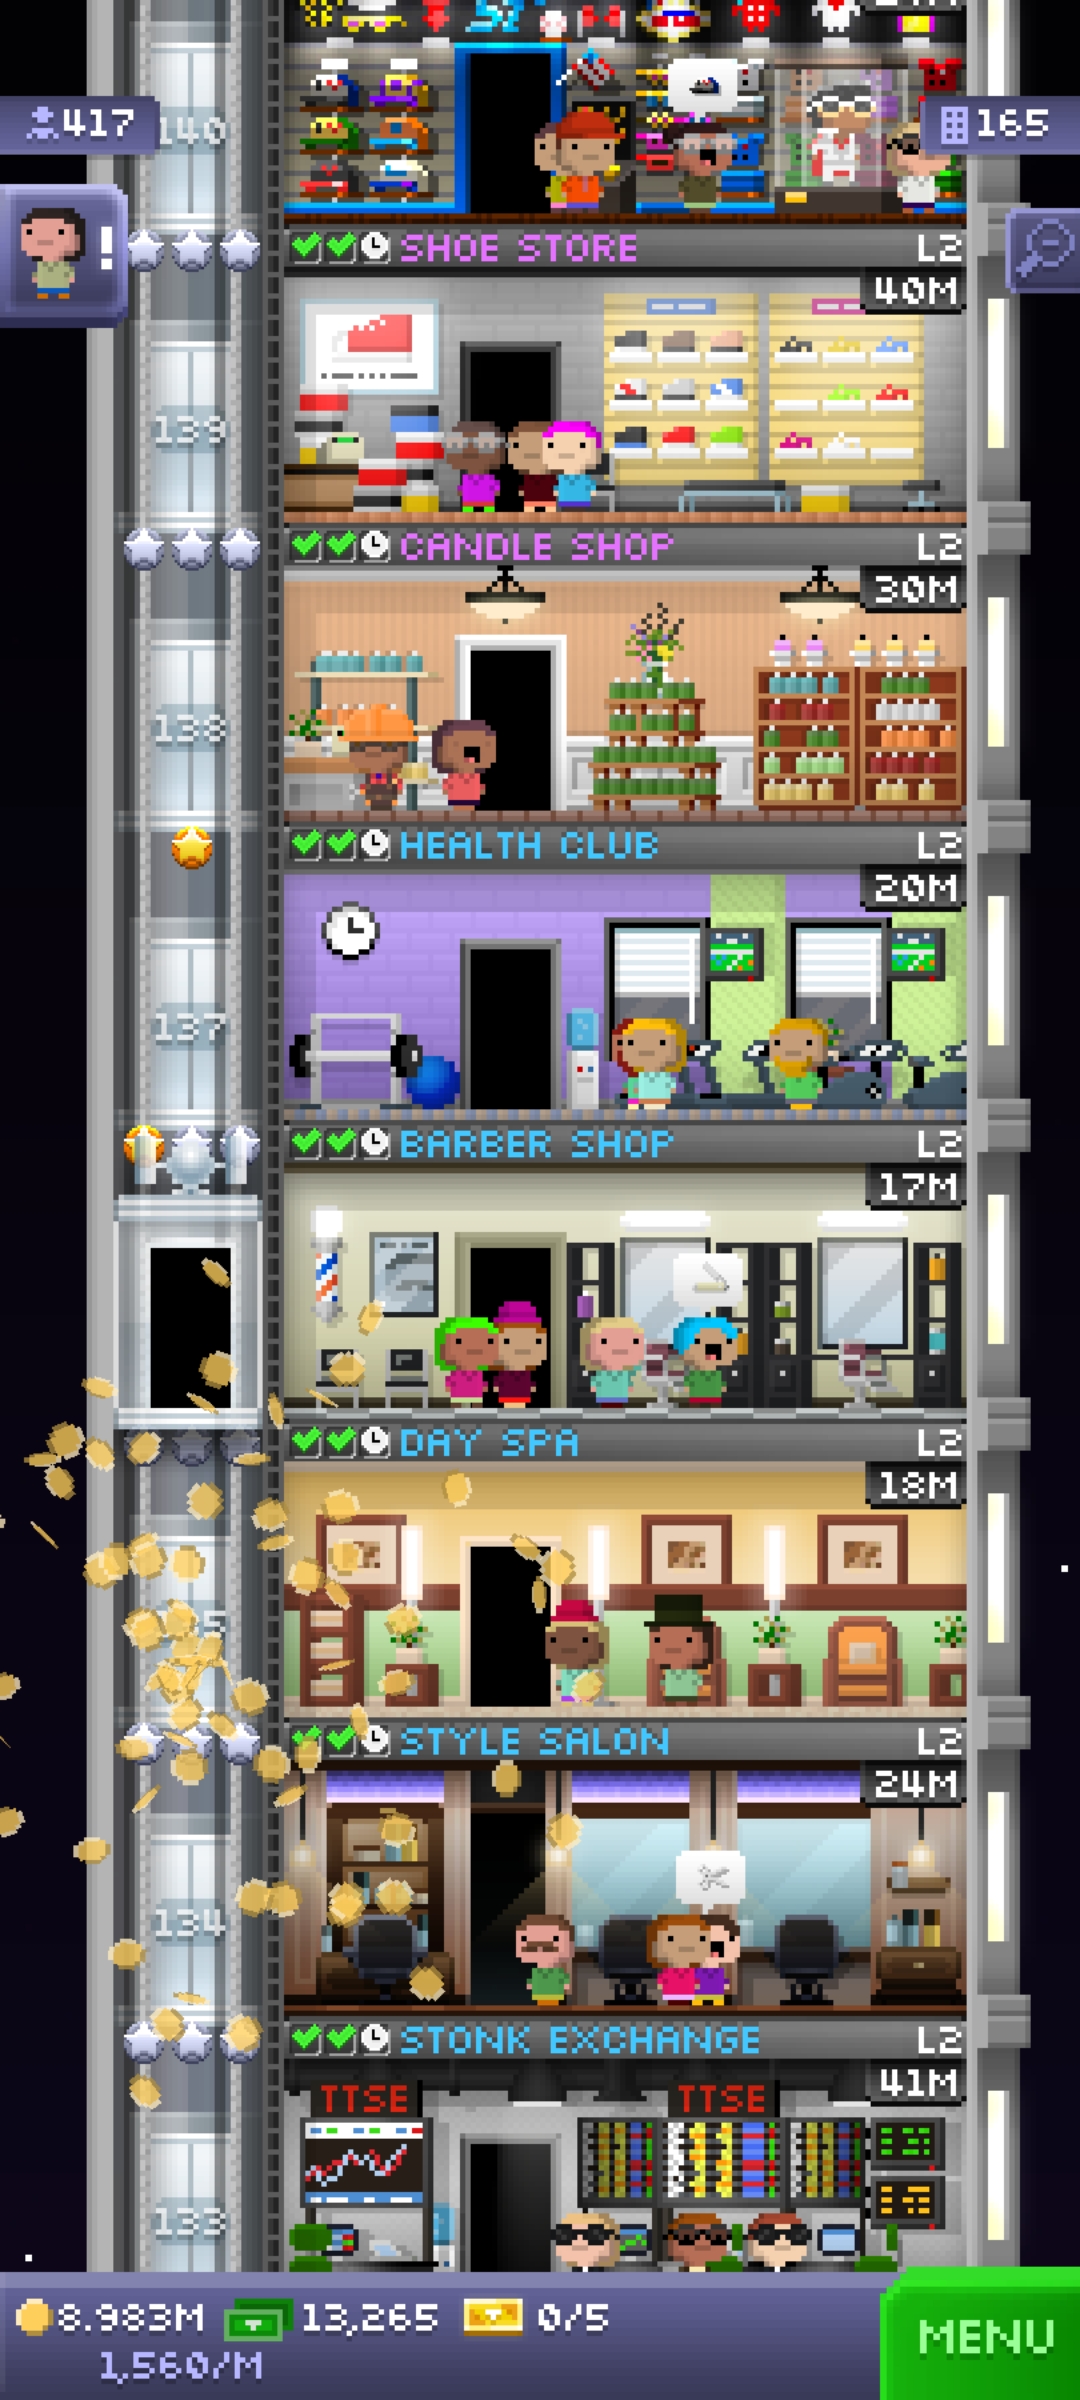 417
140
165
SHOE STORE L2
40M
139
CANDLE SHOP L2
30M
138
HEALTH CLUB L2
20M
137
BARBER SHOP L2
17M
DAY SPA L2
18M
STYLE SALON L2
24M
134
STONK EXCHANGE L2
41M
TTSE TTSE
133
8.983M 13,265 0/5
1,560/M
MENU